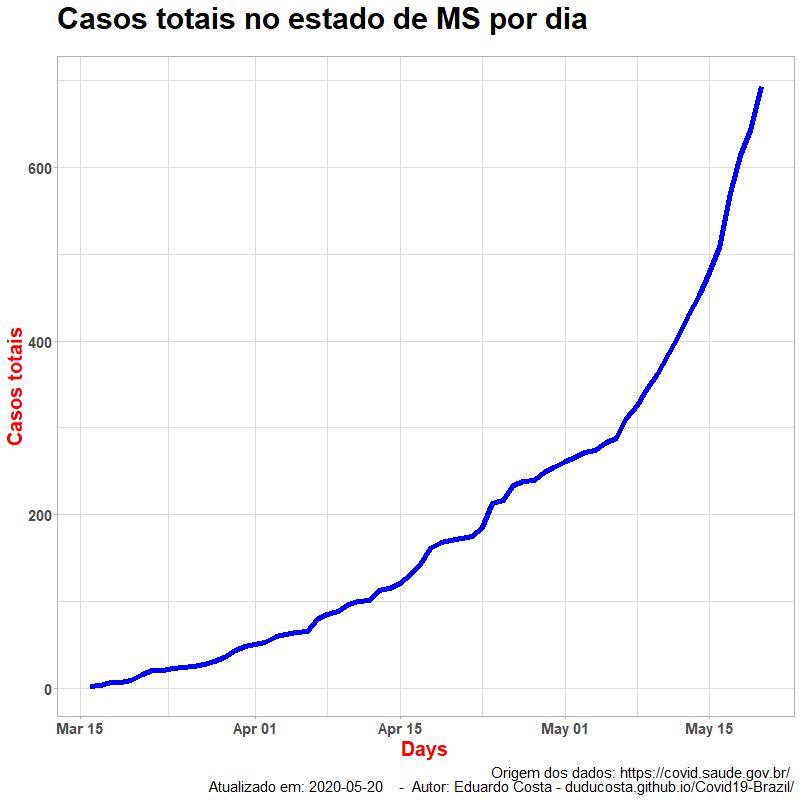 Casos totais no estado de MS por dia
Casos totais
600
400
200
0
Mar 15 Apr 01 Apr 15 May 01 May 15
Days
Origem dos dados: https://covid.saude.gov.br/
Atualizado em: 2020-05-20 - Autor: Eduardo Costa - duducosta.github.io/Covid19-Brazil/